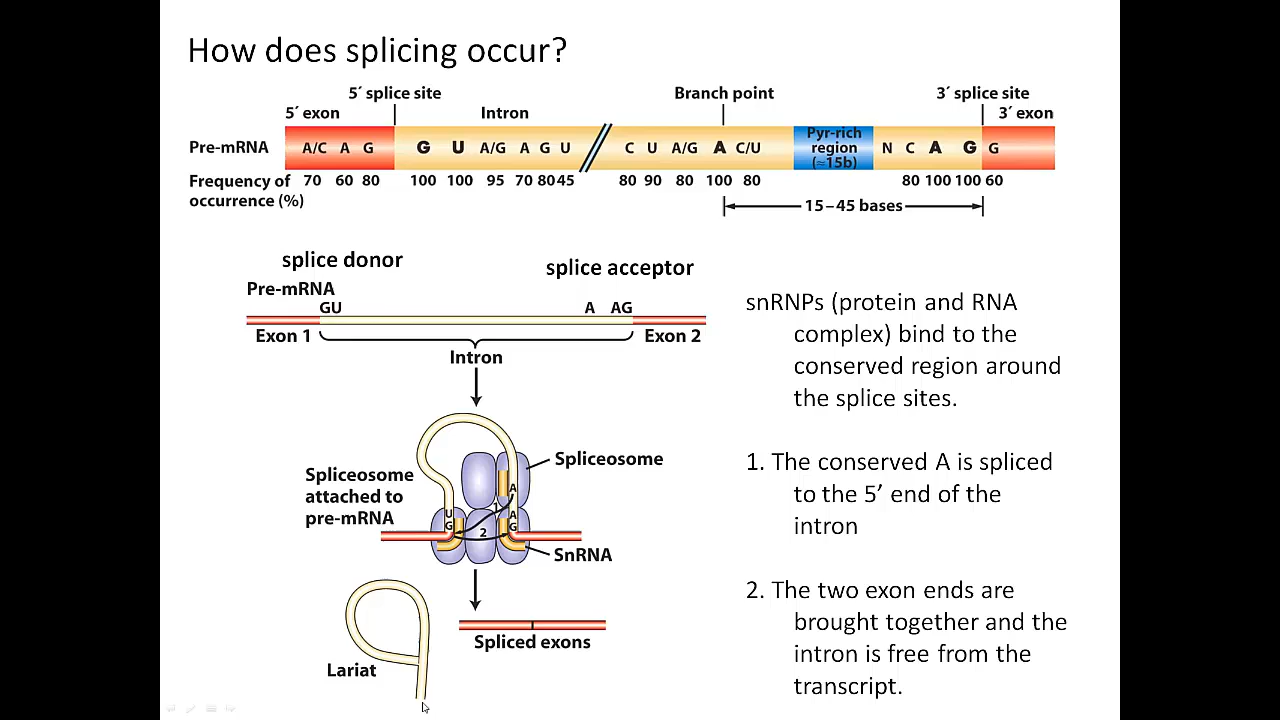 How does splicing occur?
5´ splice site
Branch point
3´ splice site
5´ exon
Intron
3´ exon
Pre-mRNA
A/C A G G U A/G A G U C U A/G A C/U
Pyr-rich
region
(≈15b)
N C A G G
Frequency of
occurrence (%)
70 60 80 100 100 95 70 80 45 80 90 80 100 80 80 100 100 60
15–45 bases
splice donor
splice acceptor
Pre-mRNA
GU
A AG
Exon 1
Exon 2
Intron
Spliceosome
attached to
pre-mRNA
Spliceosome
A
1
U
G
A
G
2
SnRNA
Lariat
Spliced exons
snRNPs (protein and RNA
complex) bind to the
conserved region around
the splice sites.
1. The conserved A is spliced
to the 5’ end of the
intron
2. The two exon ends are
brought together and the
intron is free from the
transcript.